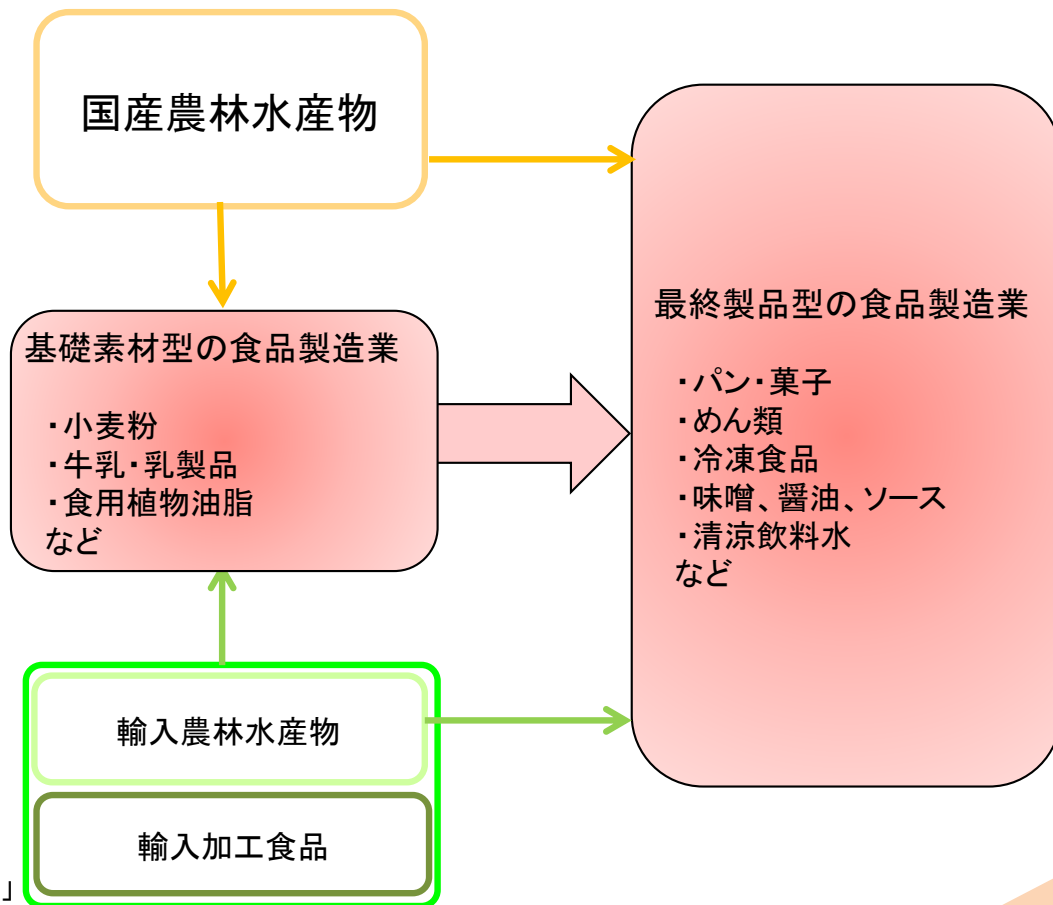 国産農林水産物
基礎素材型の食品製造業
・小麦粉
・牛乳・乳製品
・食用植物油脂
など
最終製品型の食品製造業
・パン・菓子
・めん類
・冷凍食品
・味噌、醤油、ソース
・清涼飲料水
など
輸入農林水産物
輸入加工食品
」